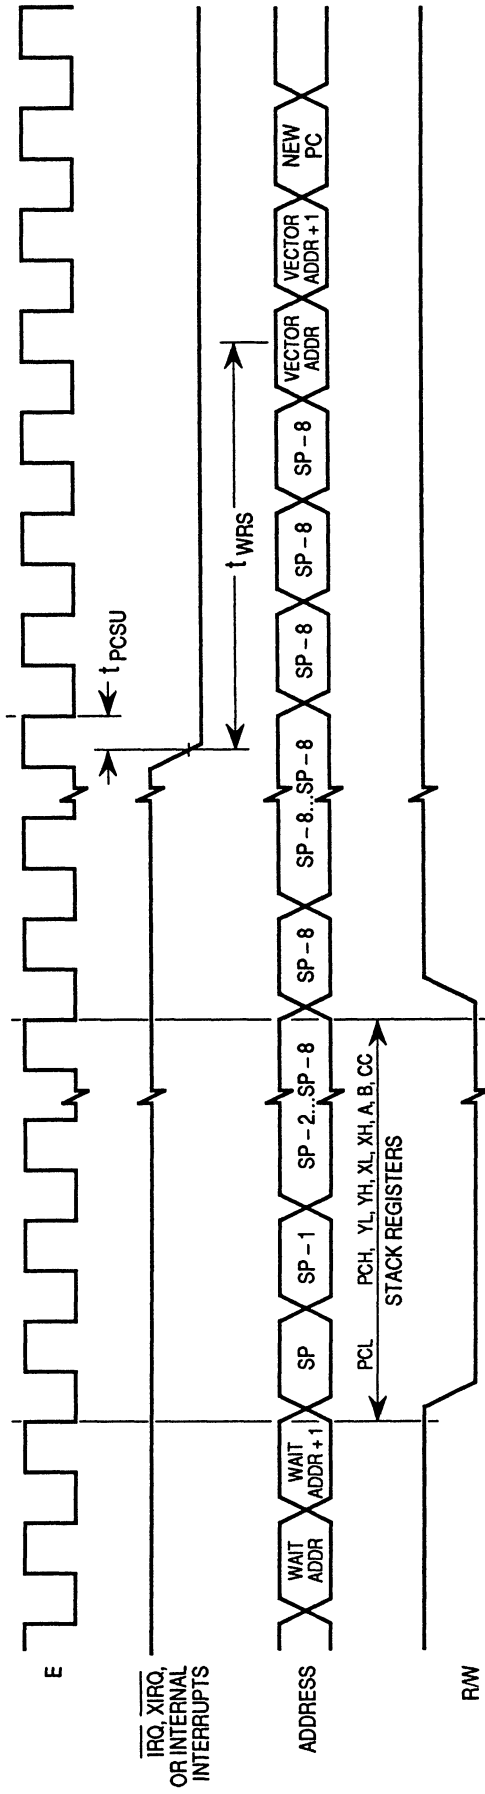 E
t PCSU
IRQ, XIRQ,
OR INTERNAL
INTERRUPTS
t WRS
ADDRESS
WAIT
ADDR
WAIT
ADDR + 1
SP
SP – 1
SP – 2...SP – 8
SP – 8
SP – 8...SP – 8
SP – 8
SP – 8
SP – 8
VECTOR
ADDR
VECTOR
ADDR + 1
NEW
PC
PCL PCH, YL, YH, XL, XH, A, B, CC
STACK REGISTERS
R/W